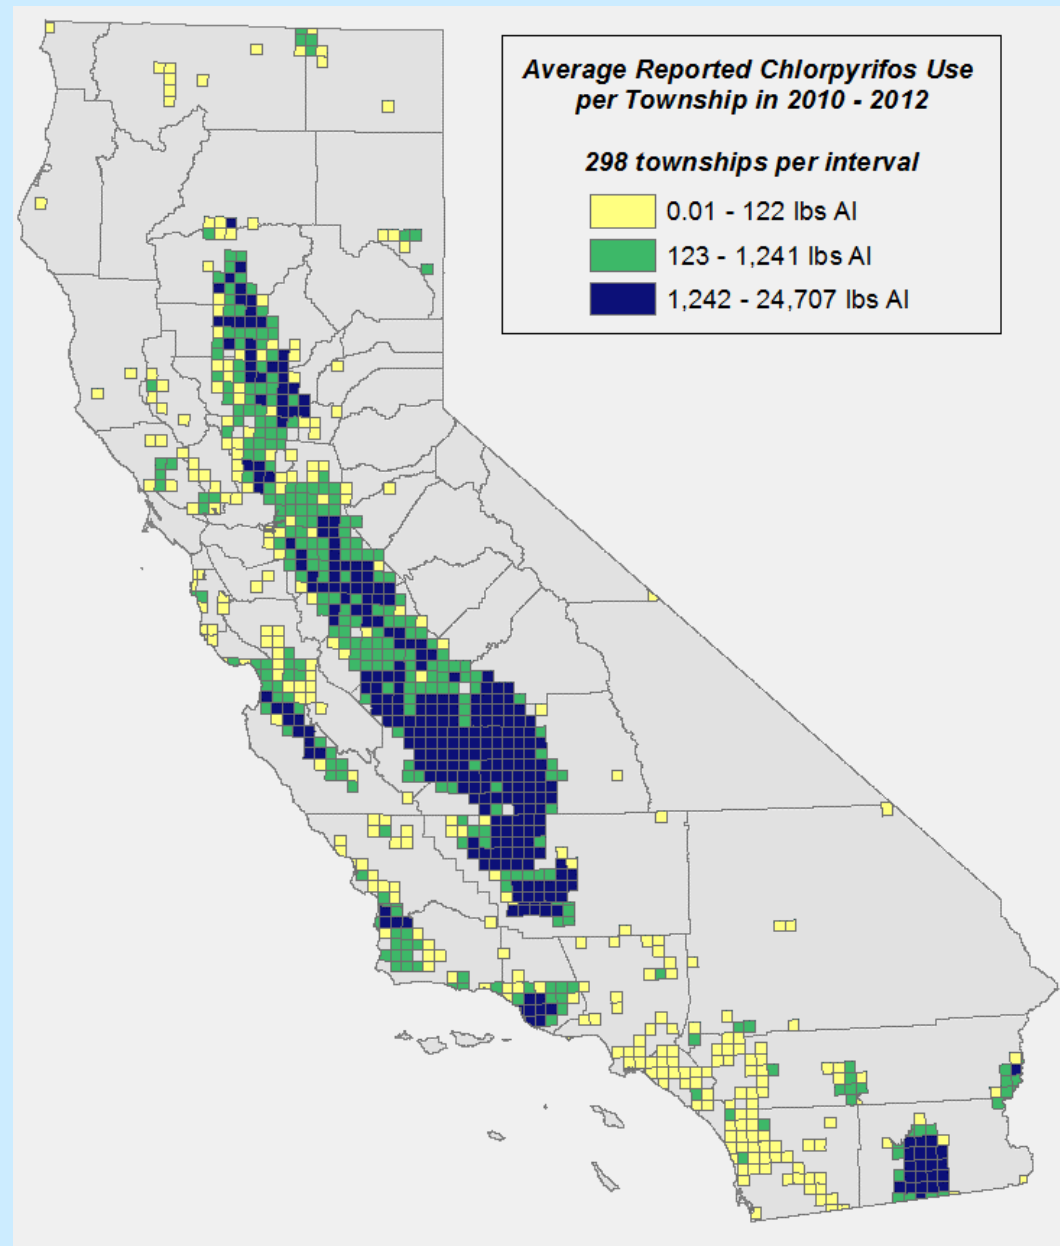 Average Reported Chlorpyrifos Use
per Township in 2010 - 2012
298 townships per interval
0.01 - 122 lbs AI
123 - 1,241 lbs AI
1,242 - 24,707 lbs AI